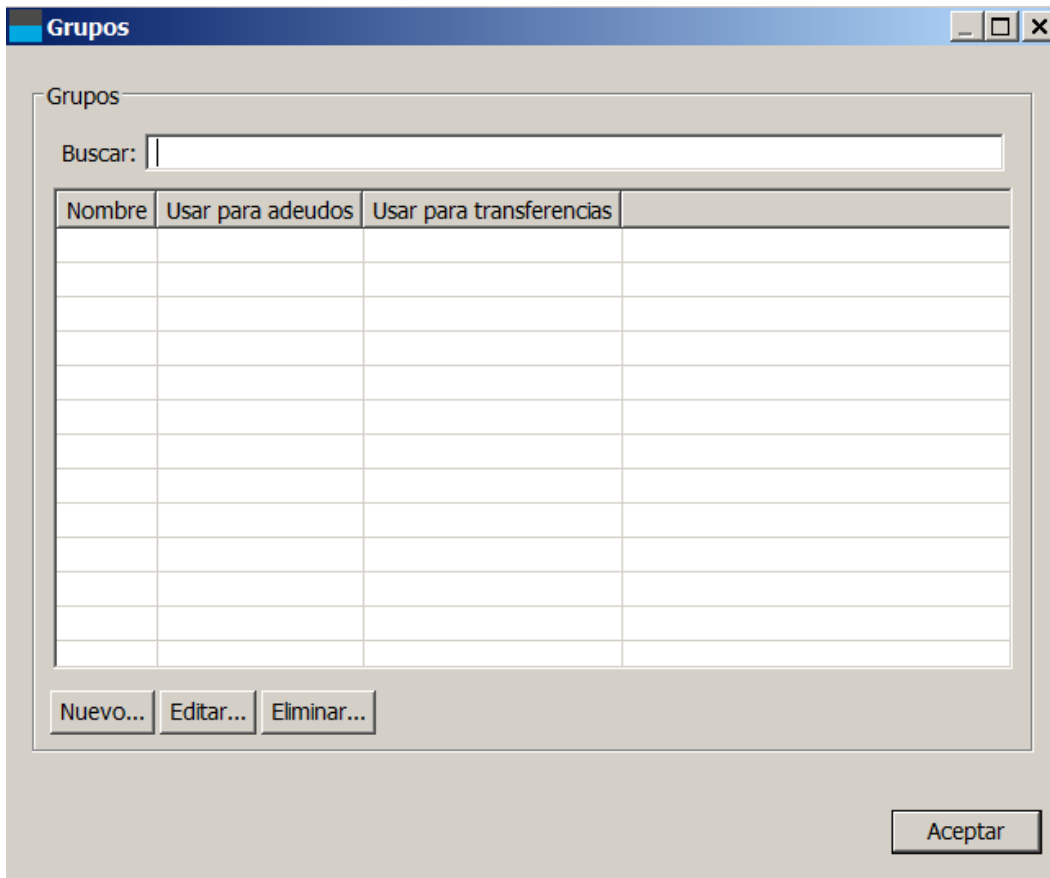 Grupos
Grupos
Buscar:
Nombre Usar para adeudos Usar para transferencias
Nuevo... Editar... Eliminar...
Aceptar